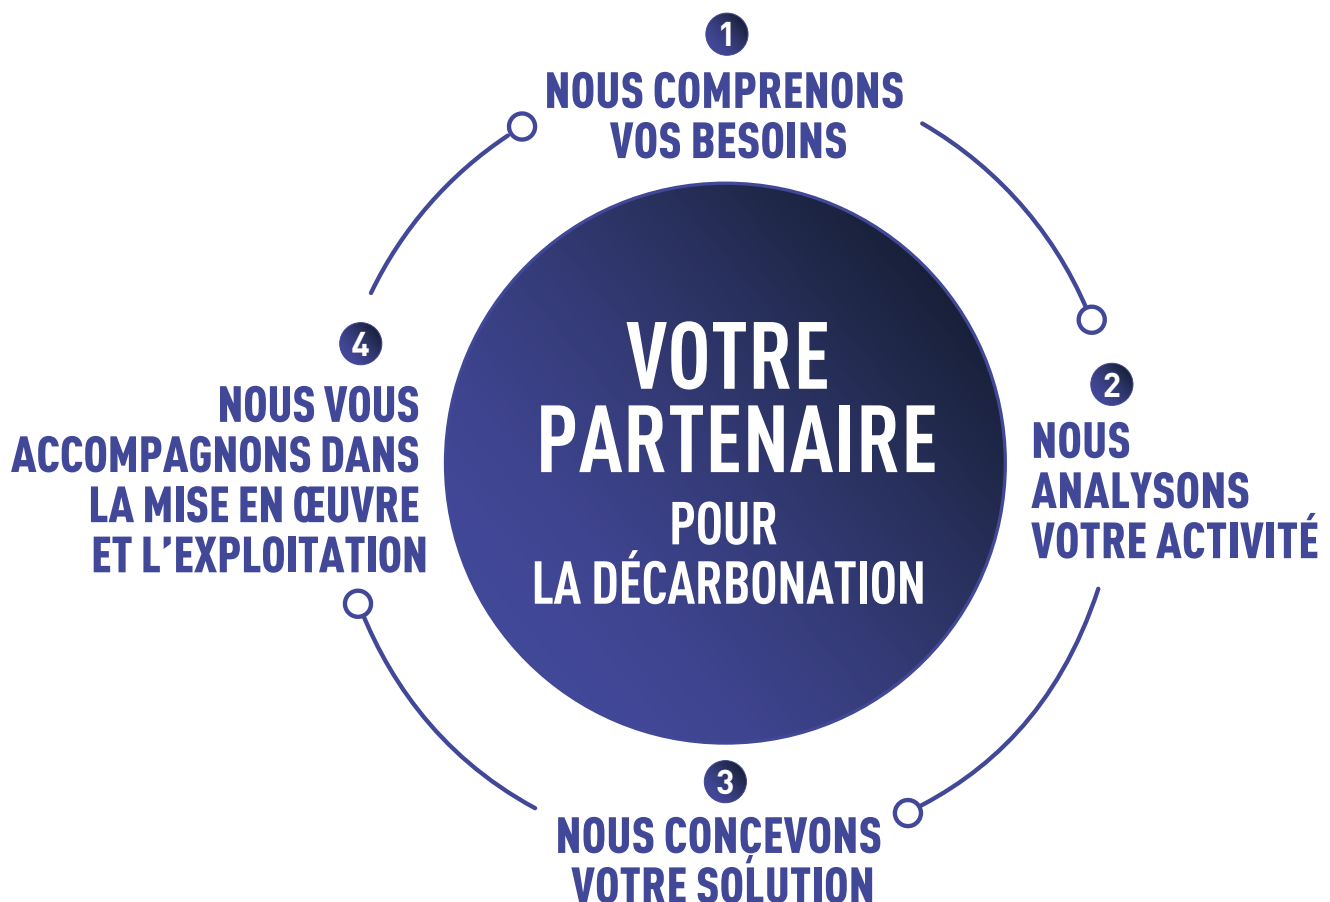 1
NOUS COMPRENONS
VOS BESOINS
2
NOUS
ANALYSONS
VOTRE ACTIVITÉ
3
NOUS CONÇEVONS
VOTRE SOLUTION
4
NOUS VOUS
ACCOMPAGNONS DANS
LA MISE EN ŒUVRE
ET L'EXPLOITATION
VOTRE
PARTENAIRE
POUR
LA DÉCARBONATION